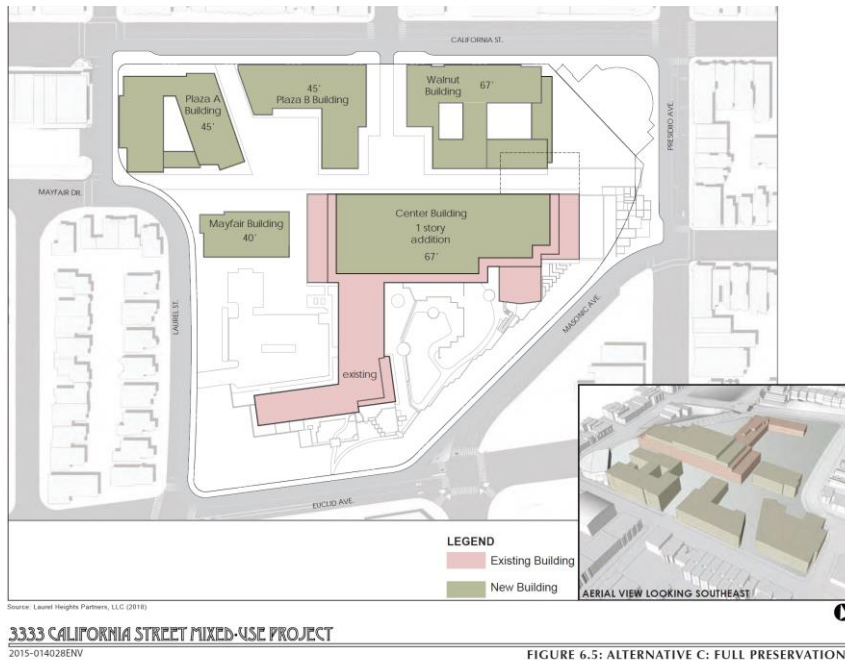 CALIFORNIA ST.
Plaza A
Building
45'
45'
Plaza B Building
Walnut
Building
67'
PRESIDIO AVE.
MAYFAIR DR.
Mayfair Building
40'
Center Building
1 story
addition
67'
LAUREL ST.
MASONIC AVE.
existing
EUCLID AVE.
LEGEND
Existing Building
New Building
AERIAL VIEW LOOKING SOUTHEAST
Source: Laurel Heights Partners, LLC (2018)
3333 CALIFORNIA STREET MIXED-USE PROJECT
2015-014028ENV
FIGURE 6.5: ALTERNATIVE C: FULL PRESERVATION